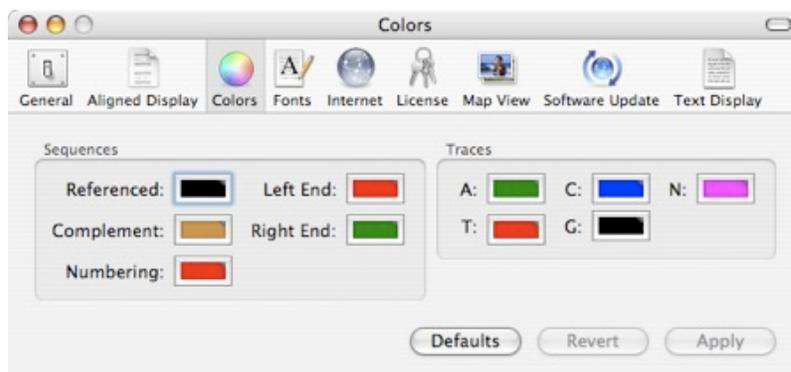 Colors
General Aligned Display Colors Fonts Internet License Map View Software Update Text Display
Sequences Traces
Referenced: Left End: A: C: N:
Complement: Right End: T: G:
Numbering:
Defaults Revert Apply